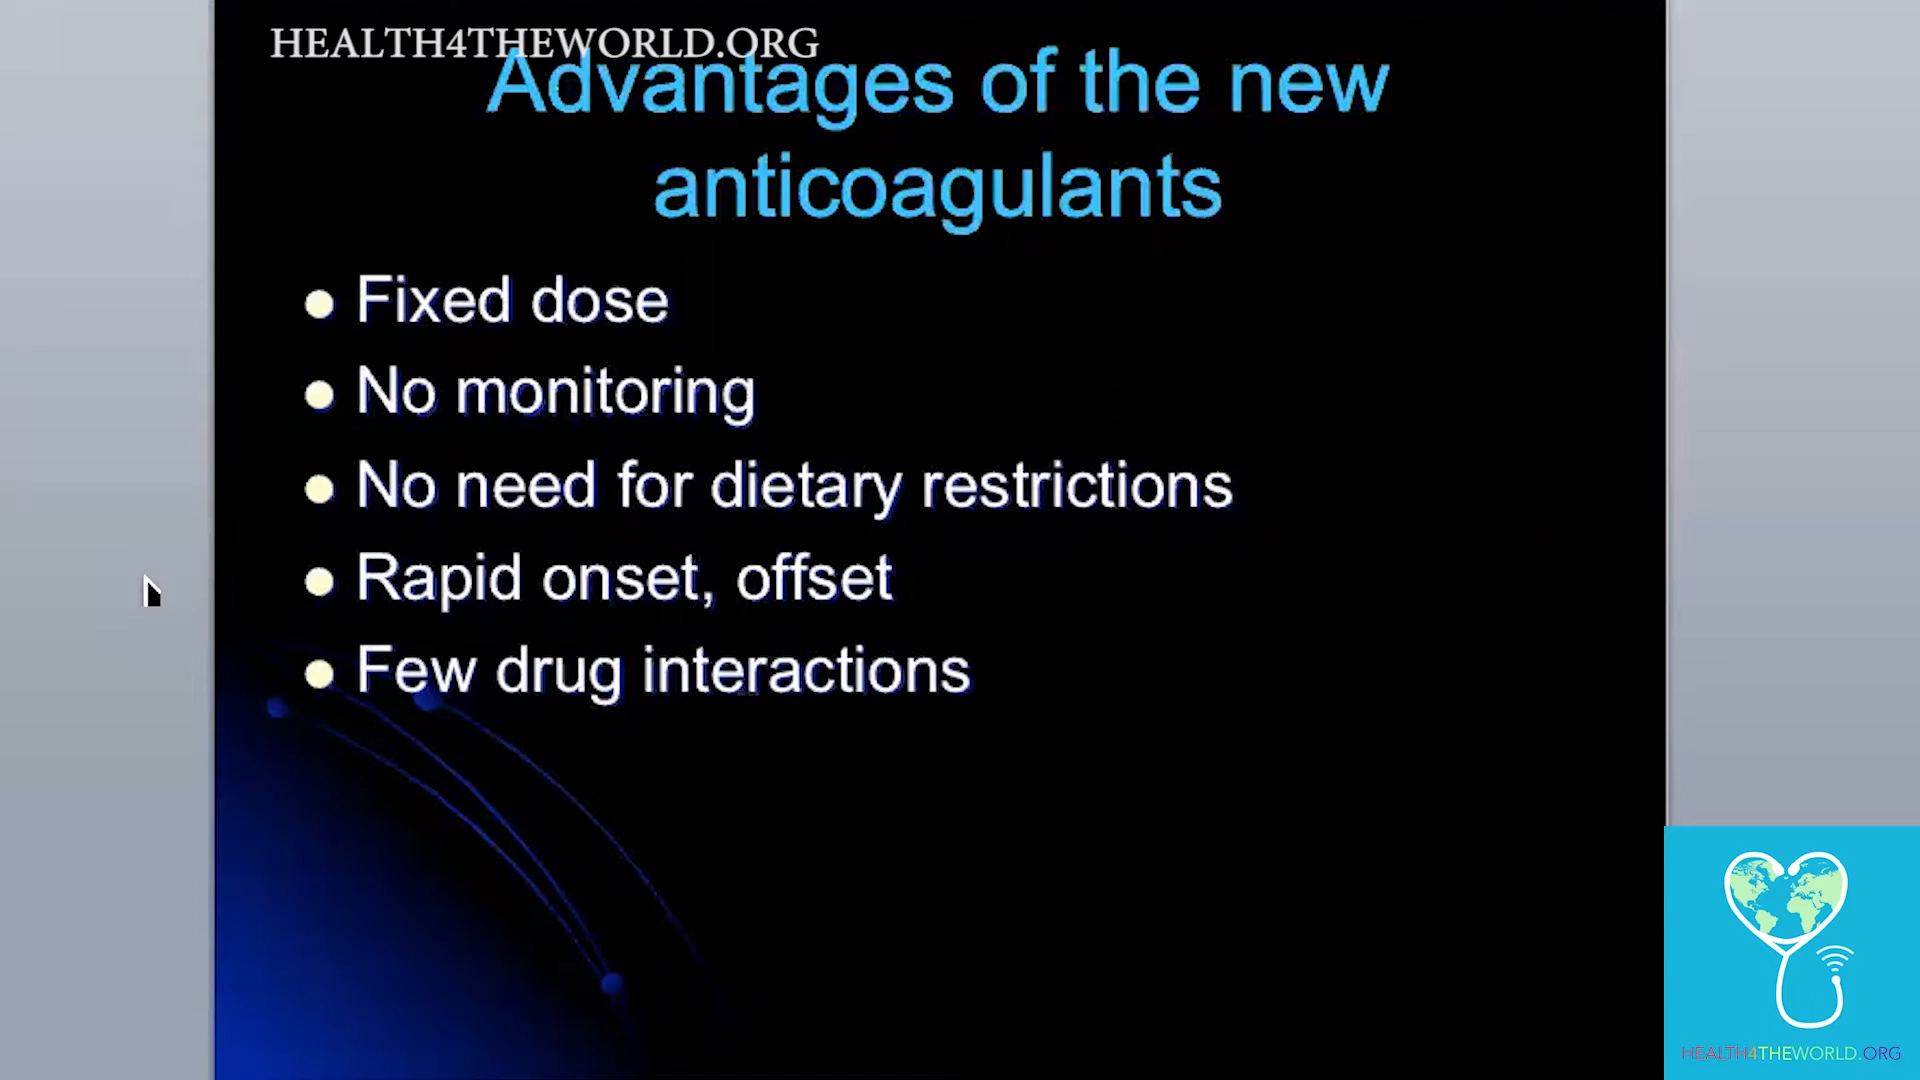 HEALTH4THEWORLD.ORG
Advantages of the new
anticoagulants
Fixed dose
No monitoring
No need for dietary restrictions
Rapid onset, offset
Few drug interactions
HEALTH4THEWORLD.ORG